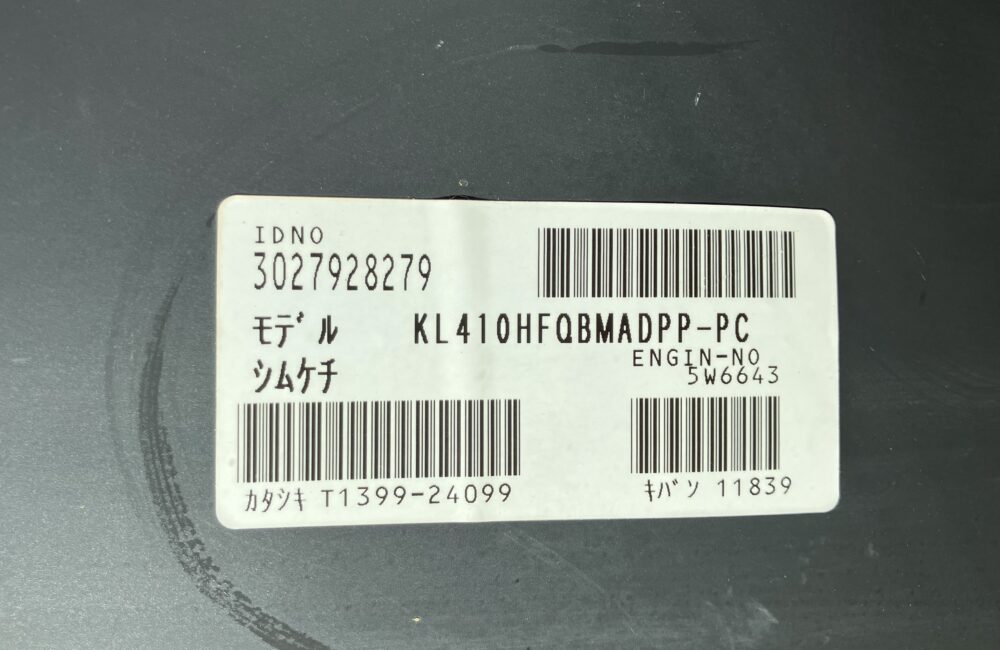 IDNO
3027928279
ﾓﾃﾞﾙ KL410HFQBMADPP-PC
ENGIN-NO
ｼﾑｹﾁ 5W6643
ｶﾀｼｷ T1399-24099
ｷﾊﾞﾝ 11839